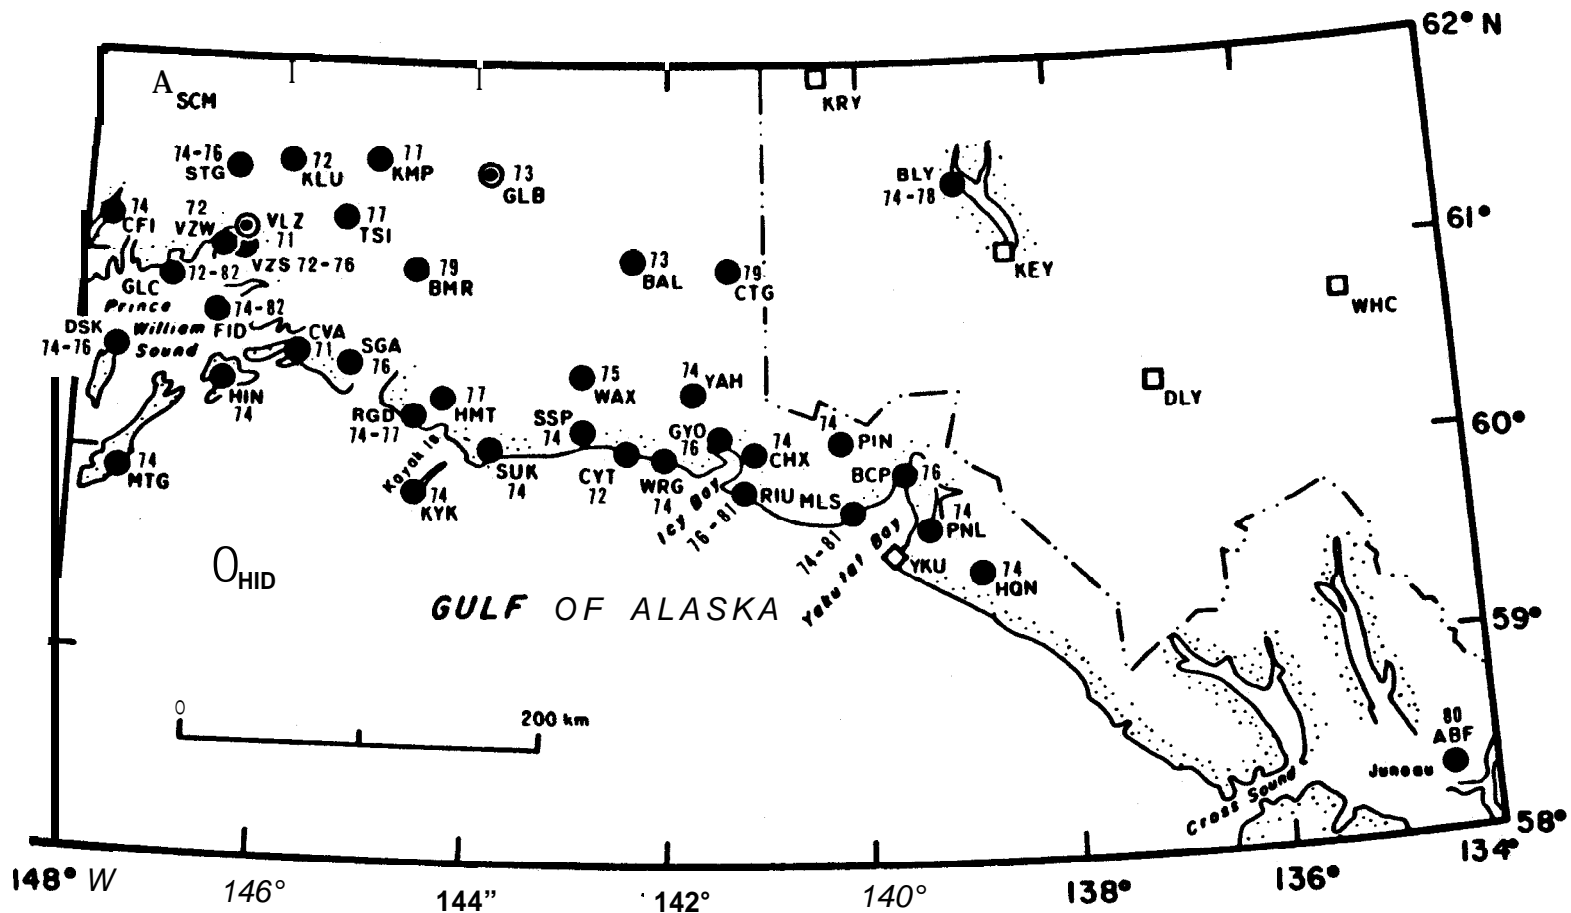 62° N
A SCM
KRY
74-76
STG
72
KLU
77
KMP
73
GLB
BLY
74-78
74
CFI
72
VZW
VLZ
71
VZS 72-76
77
TSI
61°
KEY
72-82
GLC
79
BMR
73
BAL
79
CTG
WHC
Prince
William
Sound
74-82
FID
DSK
74-76
CVA
71
SGA
76
HIN
74
75
WAX
74
YAH
DLY
77
HMT
RGD
74-77
60°
SSP
74
GYO
76
74
CHX
74
PIN
74
MTG
Kayak Is
74
KYK
SUK
74
CYT
72
WRG
74
Icy Bay
RIU
76-81
MLS
74-81
BCP
76
74
PNL
Yakutat Bay
YKU
74
HQN
O HID
GULF OF ALASKA
59°
0
200 km
80
ABF
Juneau
Cross Sound
58°
148° W
146°
144”
142°
140°
138°
136°
134°